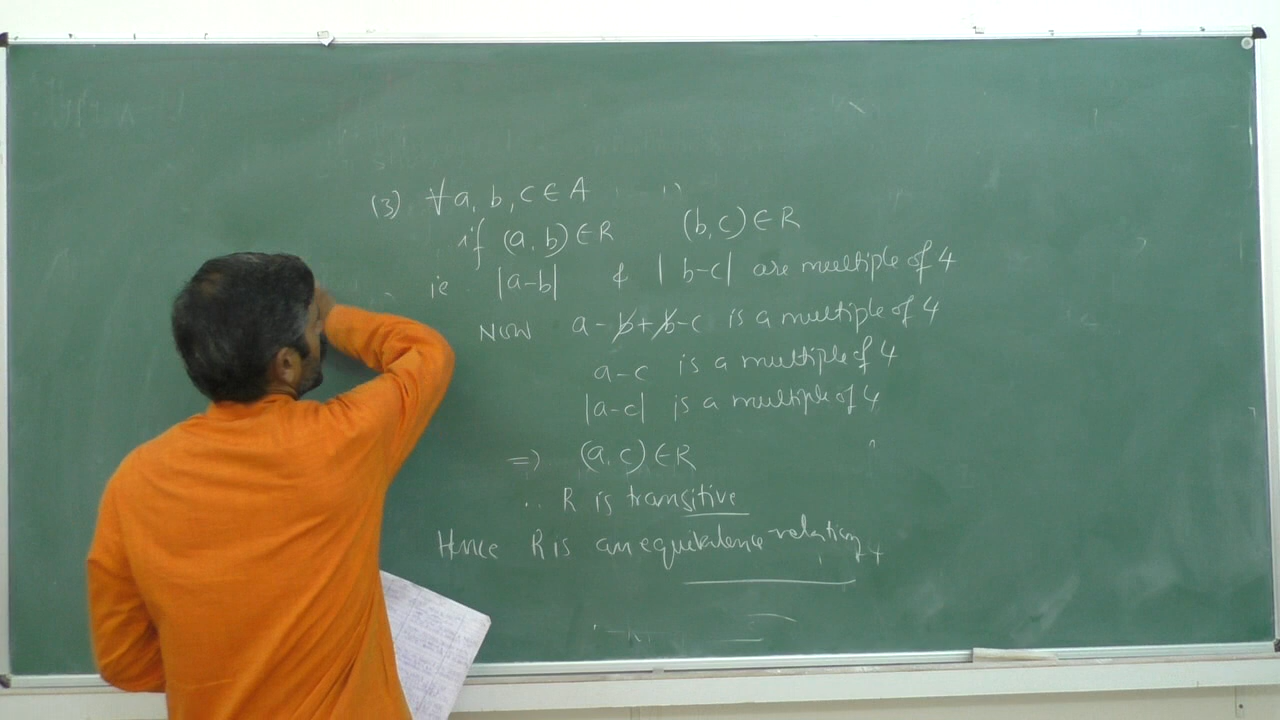 (3) ∀ a, b, c ∈ A
if (a, b) ∈ R (b, c) ∈ R
ie |a-b| & | b-c| are multiple of 4
Now a - b + b - c is a multiple of 4
a-c is a multiple of 4
|a-c| is a multiple of 4
=> (a, c) ∈ R
∴ R is transitive
Hence R is an equivalence relation